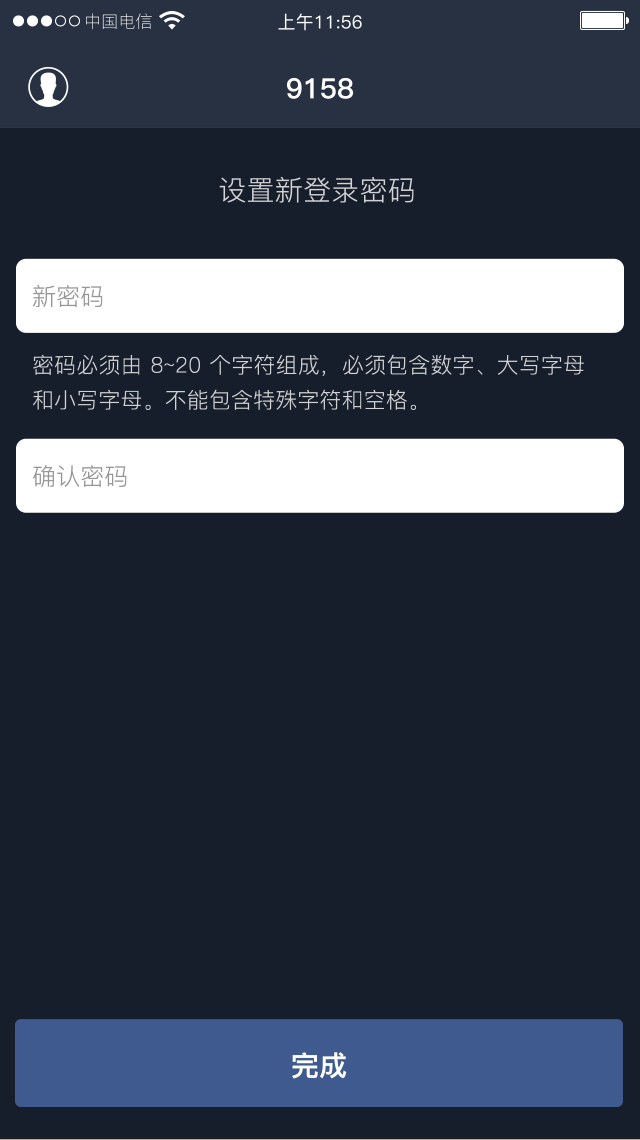 中国电信
上午11:56
9158
设置新登录密码
新密码
密码必须由 8~20 个字符组成，必须包含数字、大写字母
和小写字母。不能包含特殊字符和空格。
确认密码
完成